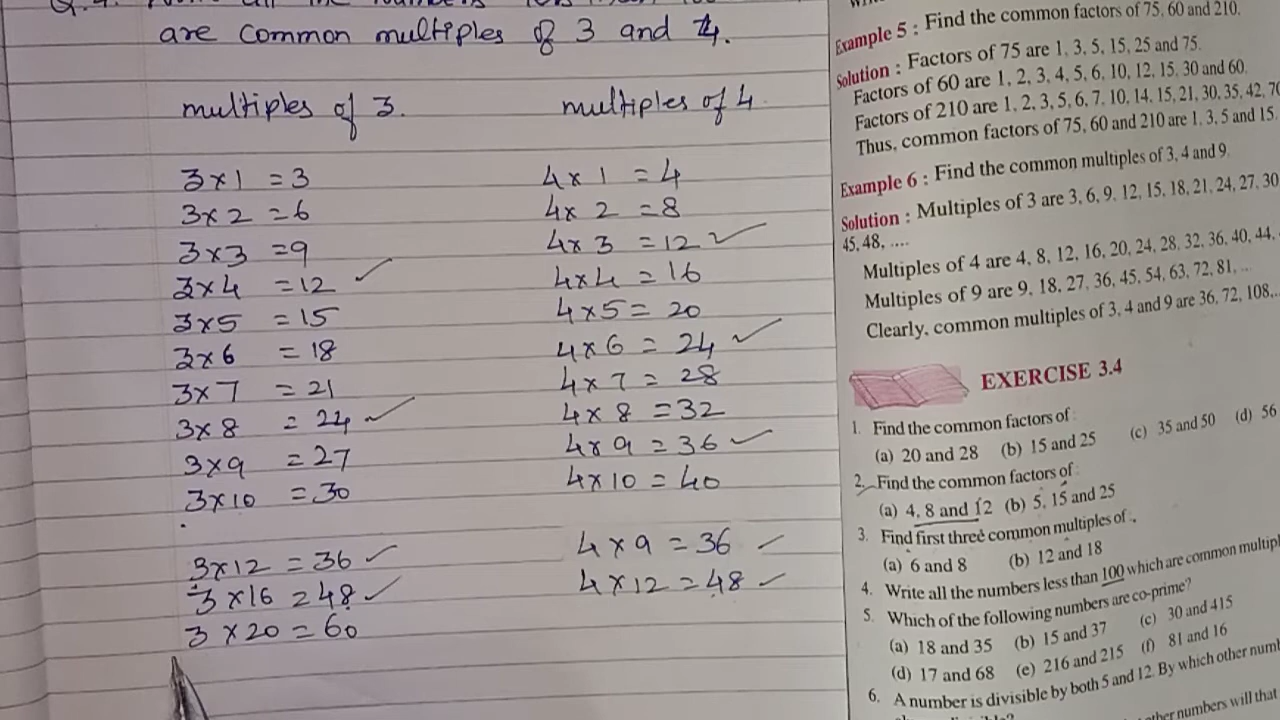 are common multiples of 3 and 4.
multiples of 3.
3x1 = 3
3x2 = 6
3x3 = 9
3x4 = 12 ✓
3x5 = 15
3x6 = 18
3x7 = 21
3x8 = 24 ✓
3x9 = 27
3x10 = 30
3x12 = 36 ✓
3x16 = 48 ✓
3x20 = 60
multiples of 4
4x1 = 4
4x2 = 8
4x3 = 12 ✓
4x4 = 16
4x5 = 20
4x6 = 24 ✓
4x7 = 28
4x8 = 32
4x9 = 36 ✓
4x10 = 40
4x9 = 36 ✓
4x12 = 48 ✓
Example 5 : Find the common factors of 75, 60 and 210.
Solution : Factors of 75 are 1, 3, 5, 15, 25 and 75.
Factors of 60 are 1, 2, 3, 4, 5, 6, 10, 12, 15, 30 and 60.
Factors of 210 are 1, 2, 3, 5, 6, 7, 10, 14, 15, 21, 30, 35, 42,
Thus, common factors of 75, 60 and 210 are 1, 3, 5 and 15.
Example 6 : Find the common multiples of 3, 4 and 9.
Solution : Multiples of 3 are 3, 6, 9, 12, 15, 18, 21, 24, 27, 30
45, 48, ....
Multiples of 4 are 4, 8, 12, 16, 20, 24, 28, 32, 36, 40, 44,
Multiples of 9 are 9, 18, 27, 36, 45, 54, 63, 72, 81, ...
Clearly, common multiples of 3, 4 and 9 are 36, 72, 108,...
EXERCISE 3.4
1. Find the common factors of :
(a) 20 and 28 (b) 15 and 25 (c) 35 and 50 (d) 56
2. Find the common factors of :
(a) 4, 8 and 12 (b) 5, 15 and 25
3. Find first three common multiples of :
(a) 6 and 8 (b) 12 and 18
4. Write all the numbers less than 100 which are common
5. Which of the following numbers are co-prime?
(a) 18 and 35 (b) 15 and 37 (c) 30 and 415
(d) 17 and 68 (e) 216 and 215 (f) 81 and 16
6. A number is divisible by both 5 and 12. By which other
other numbers will that